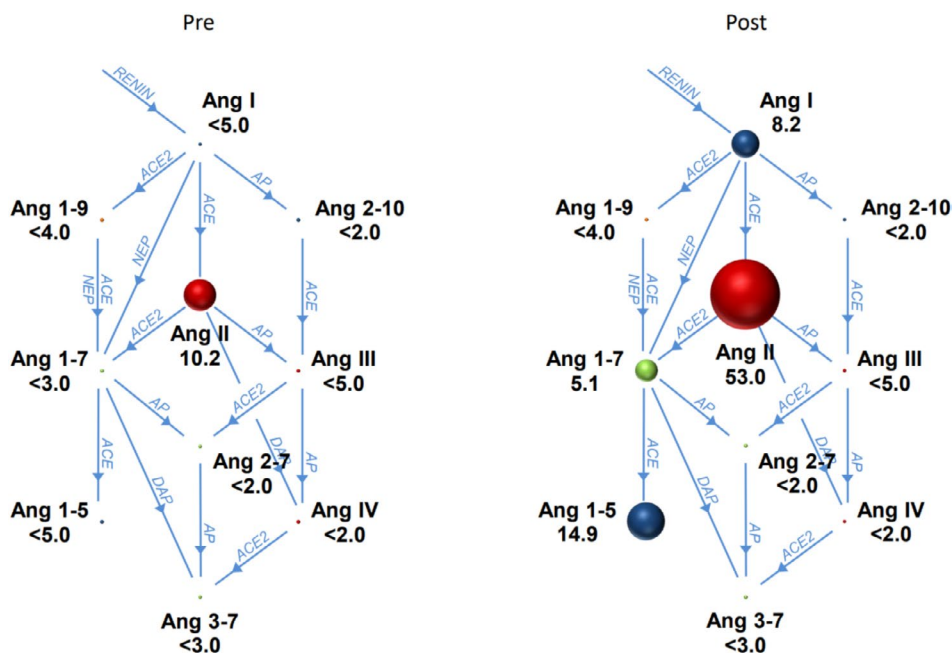 Pre
RENIN
Ang I
<5.0
ACE2
ACE
AP
Ang 1-9
<4.0
Ang 2-10
<2.0
NEP
ACE
NEP
ACE
ACE2
Ang II
10.2
AP
Ang 1-7
<3.0
Ang III
<5.0
AP
ACE2
ACE
DAP
Ang 2-7
<2.0
DAP
AP
Ang 1-5
<5.0
AP
Ang IV
<2.0
ACE2
Ang 3-7
<3.0
Post
RENIN
Ang I
8.2
ACE2
ACE
AP
Ang 1-9
<4.0
Ang 2-10
<2.0
NEP
ACE
NEP
ACE
ACE2
Ang II
53.0
AP
Ang 1-7
5.1
Ang III
<5.0
AP
ACE2
ACE
DAP
Ang 2-7
<2.0
DAP
AP
Ang 1-5
14.9
AP
Ang IV
<2.0
ACE2
Ang 3-7
<3.0